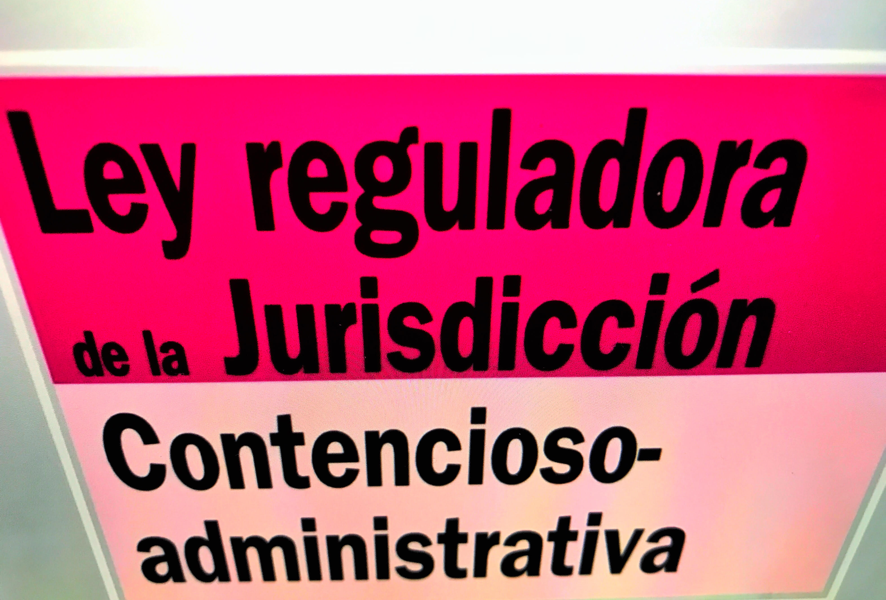 Ley reguladora
de la Jurisdicción
Contencioso-
administrativa